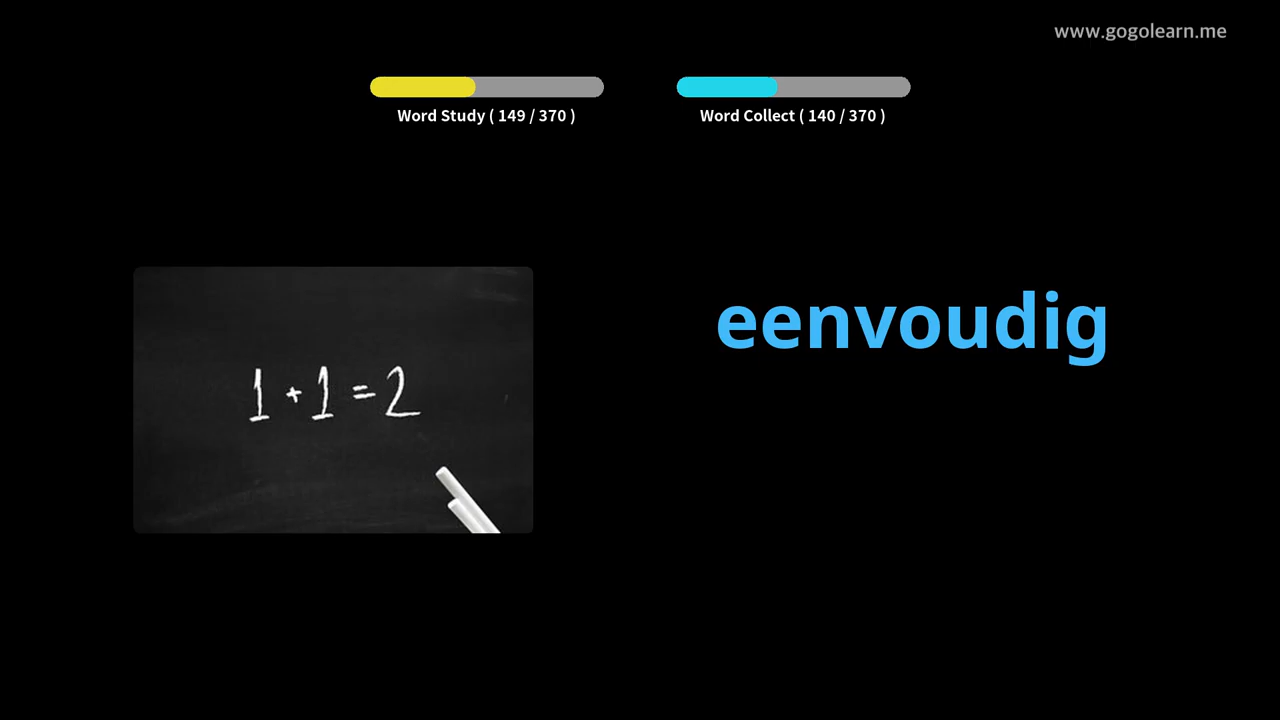 www.gogolearn.me
Word Study ( 149 / 370 )
Word Collect ( 140 / 370 )
eenvoudig
1 + 1 = 2